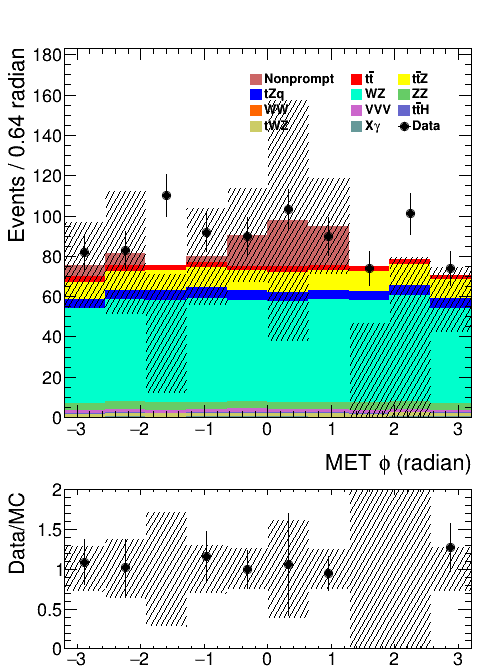 Events / 0.64 radian
180
160
140
120
100
80
60
40
20
0
Nonprompt tt̄ tt̄Z
tZq WZ ZZ
WW VVV tt̄H
tWZ Xγ Data
−3 −2 −1 0 1 2 3
MET ϕ (radian)
Data/MC
2
1.5
1
0.5
0
−3 −2 −1 0 1 2 3